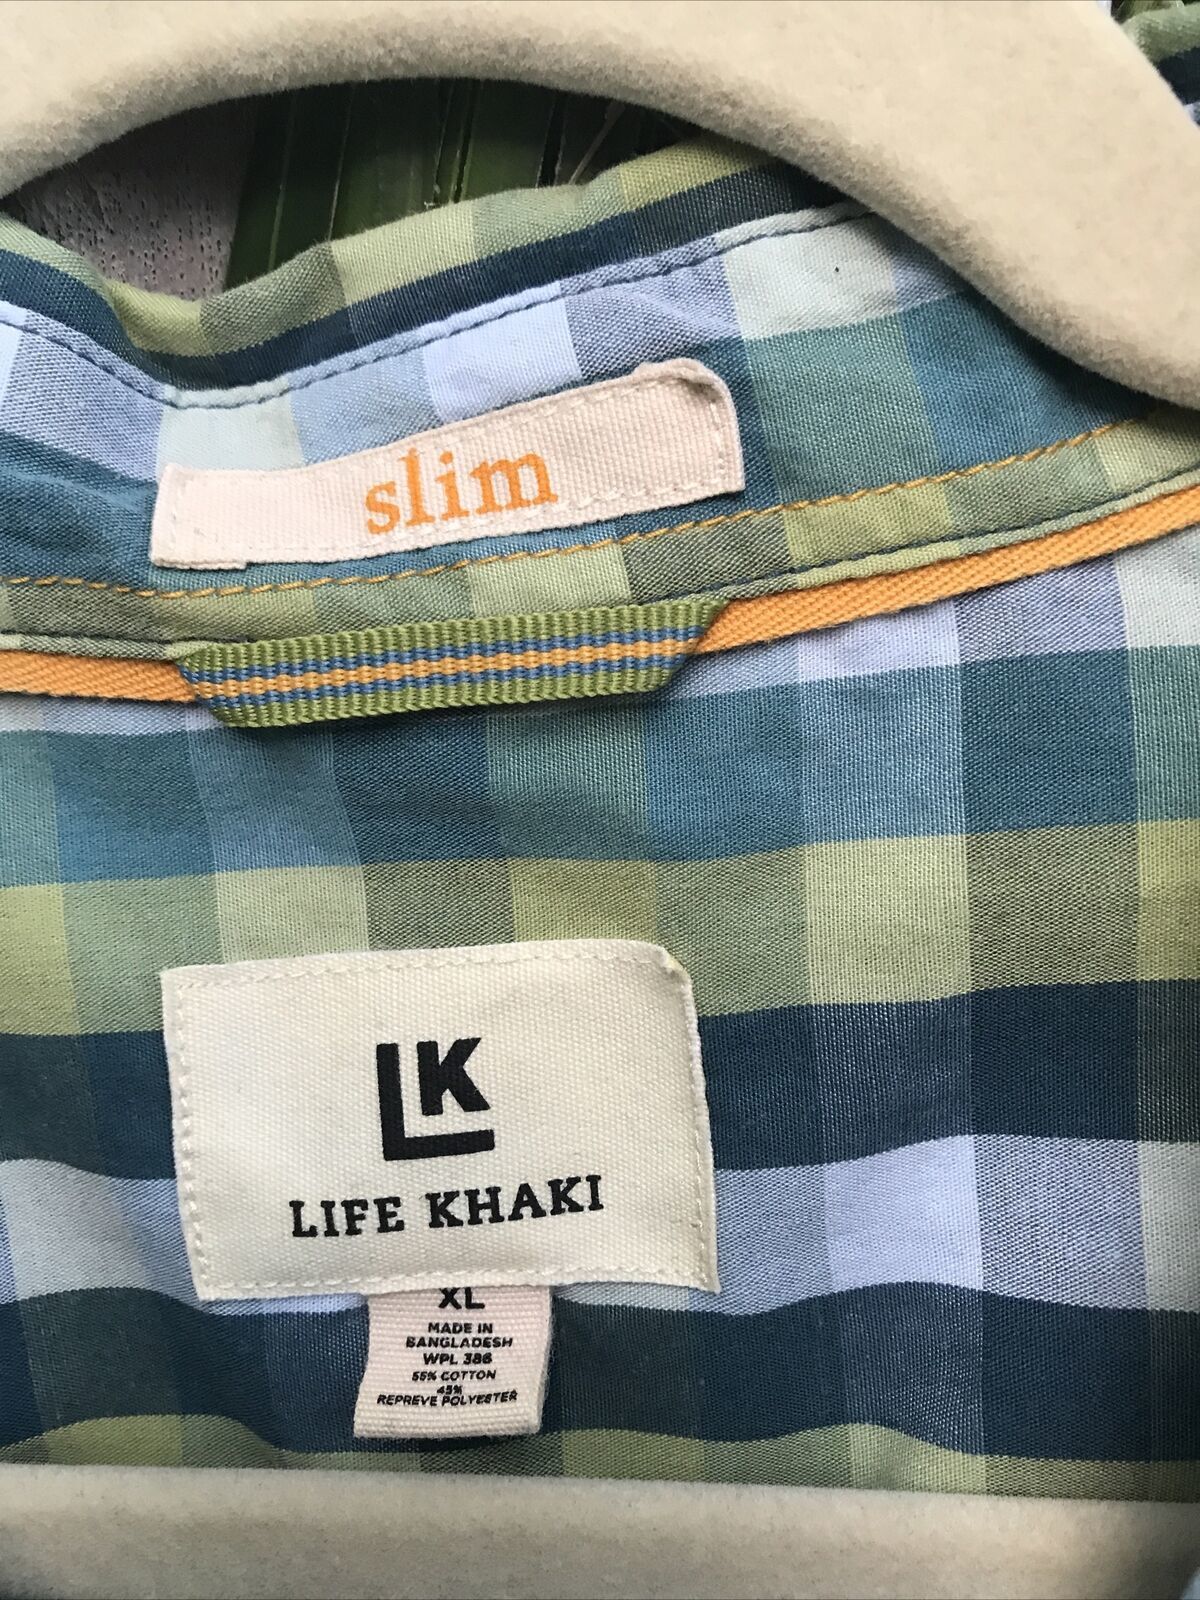 slim
LK
LIFE KHAKI
XL
MADE IN
BANGLADESH
WPL 386
55% COTTON
45%
REPREVE POLYESTER